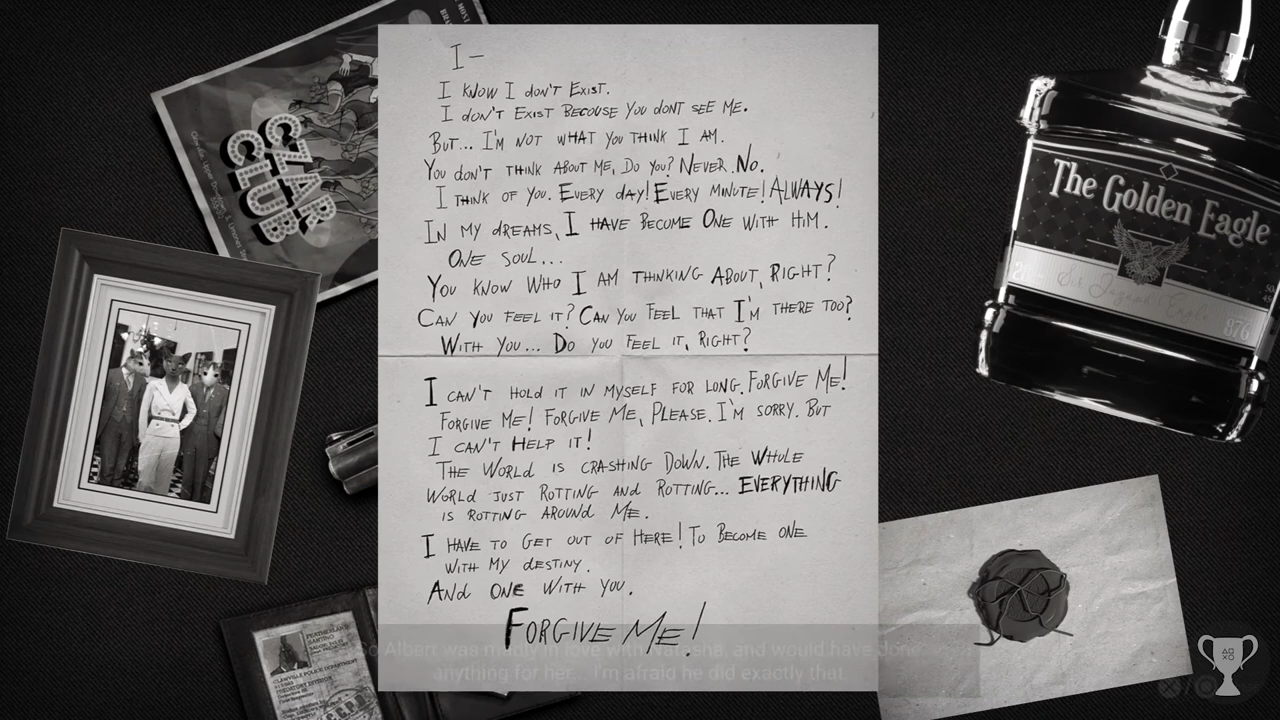 I-
I KNOW I DON'T EXIST.
I DON'T EXIST BECOUSE YOU DONT SEE ME.
BUT... I'M NOT WHAT YOU THINK I AM.
YOU DON'T THINK ABOUT ME, DO YOU? NEVER. NO.
I THINK OF YOU. EVERY DAY! EVERY MINUTE! ALWAYS!
IN MY DREAMS, I HAVE BECOME ONE WITH HIM.
ONE SOUL...
YOU KNOW WHO I AM THINKING ABOUT, RIGHT?
CAN YOU FEEL IT? CAN YOU FEEL THAT I'M THERE TOO?
WITH YOU... DO YOU FEEL IT, RIGHT?
I CAN'T HOLD IT IN MYSELF FOR LONG. FORGIVE ME!
FORGIVE ME! FORGIVE ME, PLEASE. I'M SORRY. BUT
I CAN'T HELP IT!
THE WORLD IS CRASHING DOWN. THE WHOLE
WORLD JUST ROTTING AND ROTTING... EVERYTHING
IS ROTTING AROUND ME.
I HAVE TO GET OUT OF HERE! TO BECOME ONE
WITH MY DESTINY.
AND ONE WITH YOU.
FORGIVE ME!
So Albert was madly in love with Natasha, and would have done
anything for her... I'm afraid he did exactly that.
CZAR
CLUB
The Golden Eagle
876
FEATHERLAND
SANTINO
CLAWVILLE POLICE DEPARTMENT